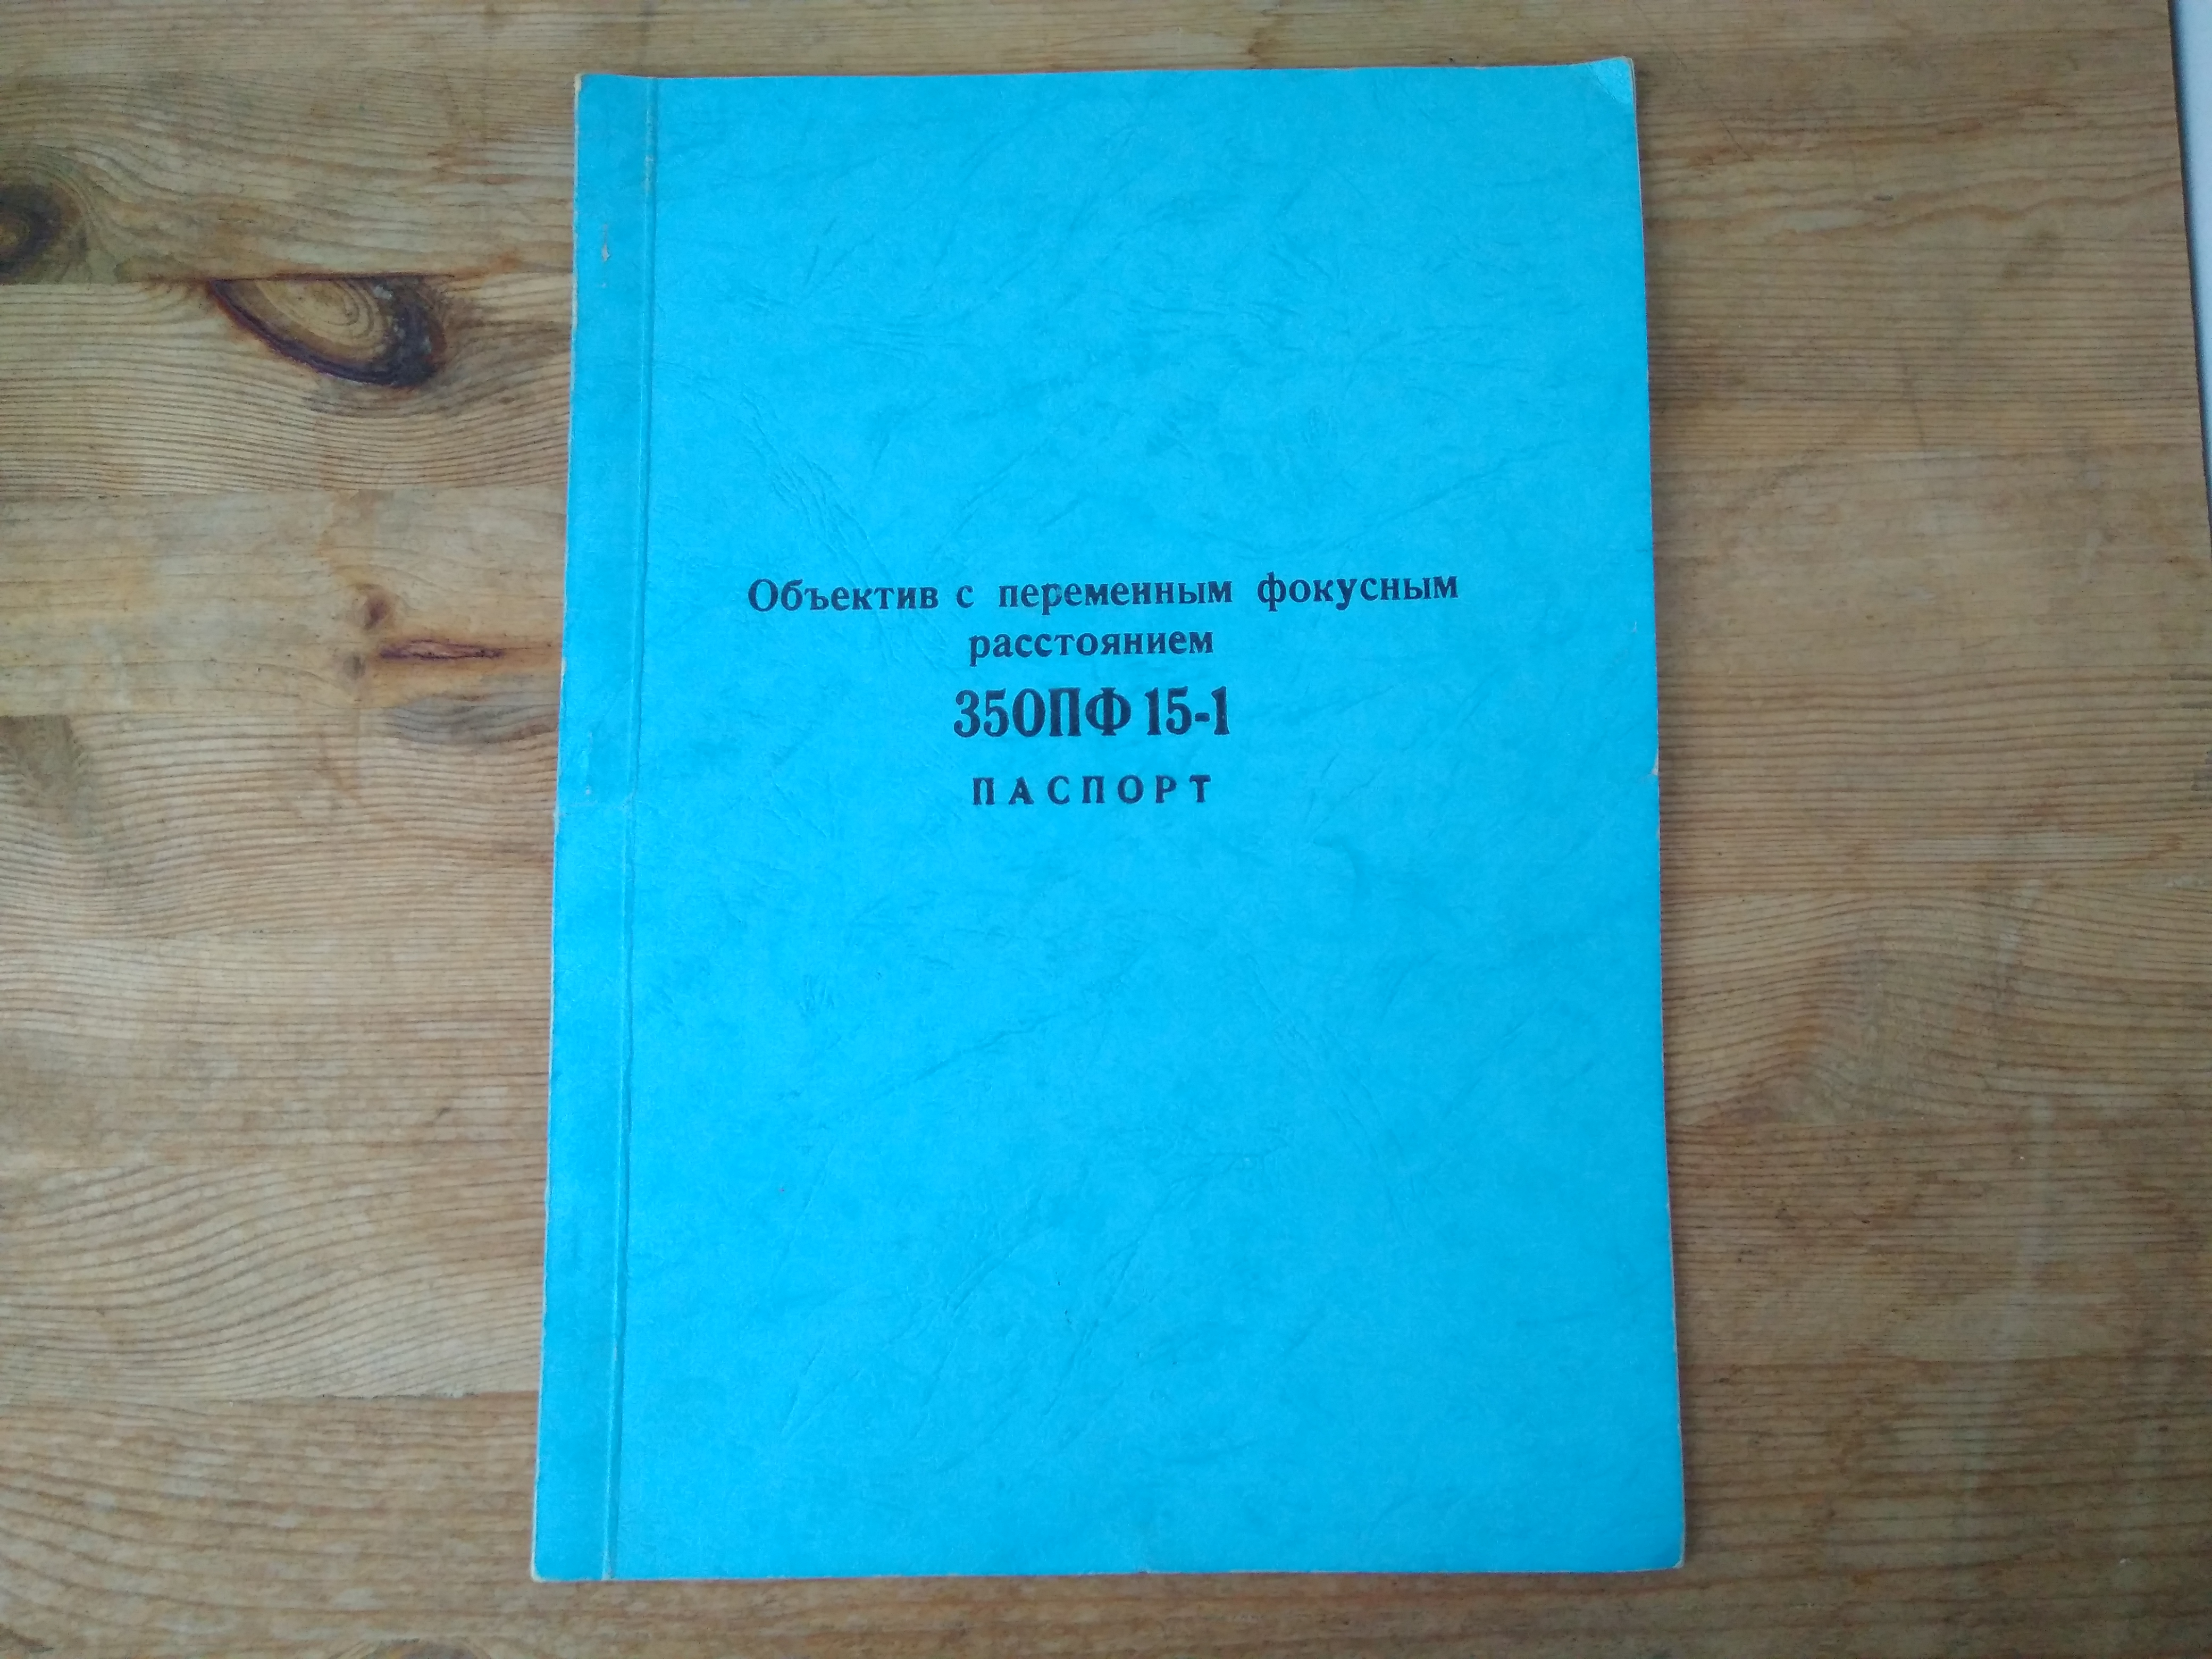 Объектив с переменным фокусным
расстоянием
35ОПФ 15-1
ПАСПОРТ